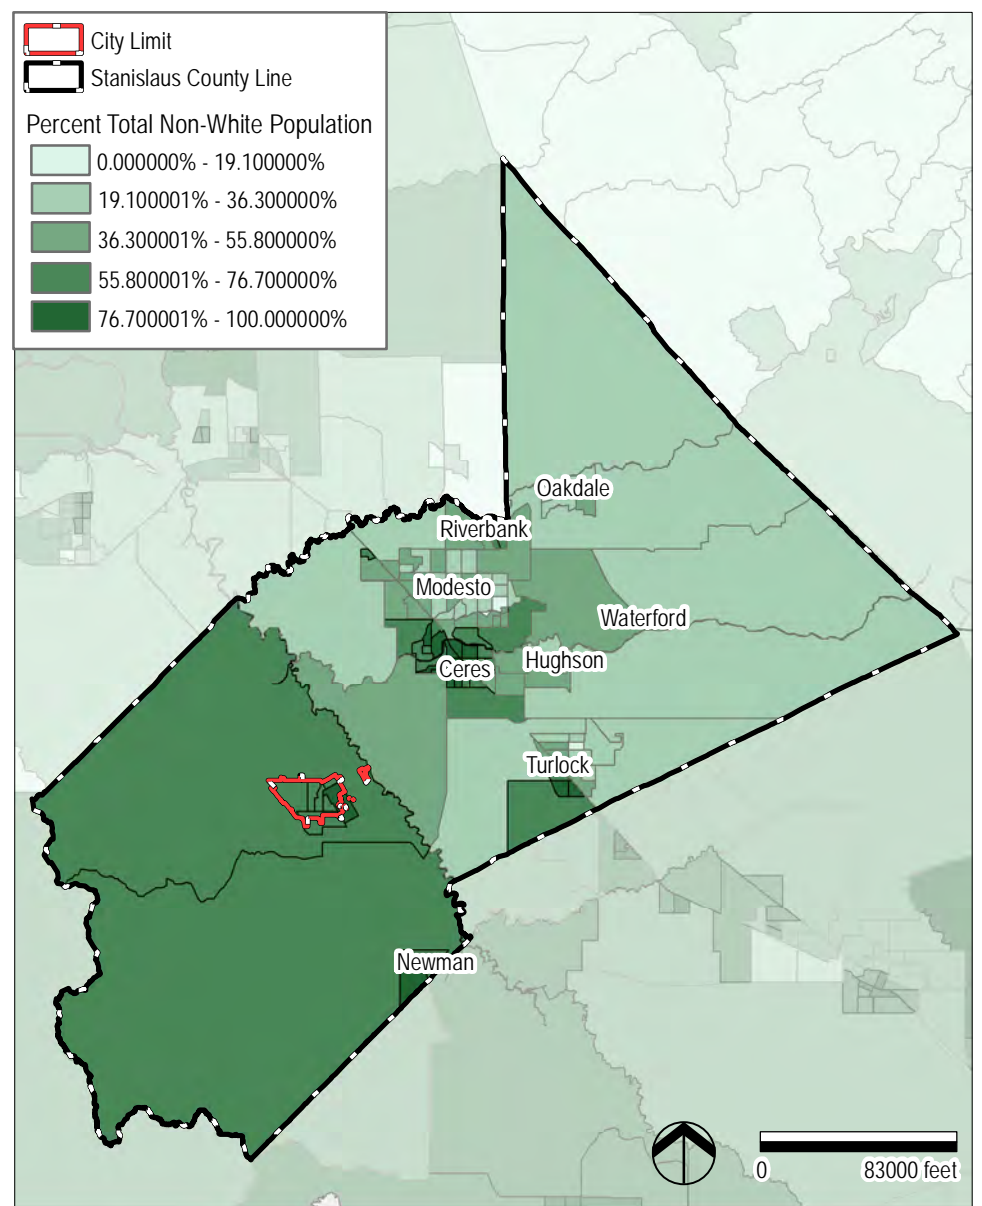 City Limit
Stanislaus County Line
Percent Total Non-White Population
0.000000% - 19.100000%
19.100001% - 36.300000%
36.300001% - 55.800000%
55.800001% - 76.700000%
76.700001% - 100.000000%
Oakdale
Riverbank
Modesto
Waterford
Hughson
Ceres
Turlock
Newman
0 83000 feet